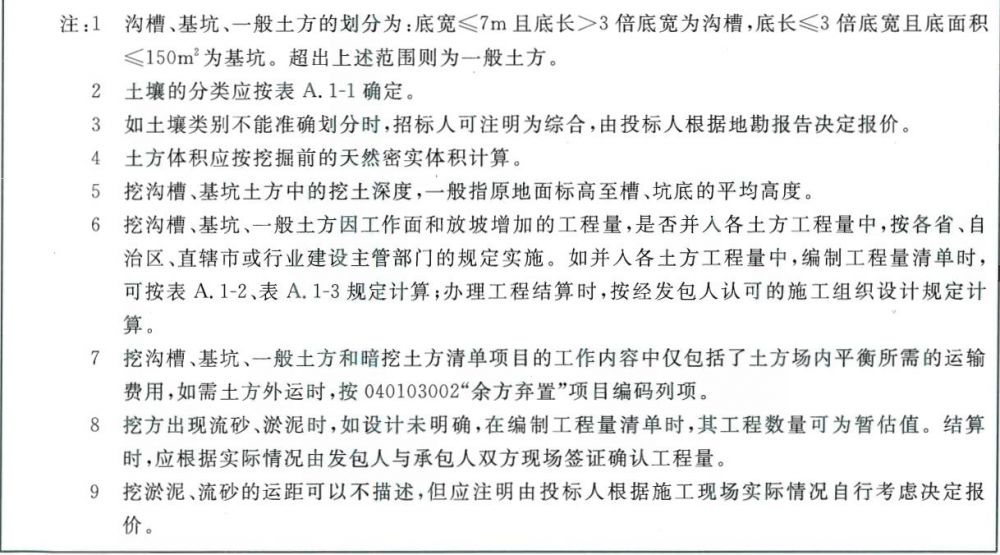 注:1 沟槽、基坑、一般土方的划分为:底宽≤7m且底长>3倍底宽为沟槽,底长≤3倍底宽且底面积
≤150m²为基坑。超出上述范围则为一般土方。
2 土壤的分类应按表A.1-1确定。
3 如土壤类别不能准确划分时,招标人可注明为综合,由投标人根据地勘报告决定报价。
4 土方体积应按挖掘前的天然密实体积计算。
5 挖沟槽、基坑土方中的挖土深度,一般指原地面标高至槽、坑底的平均高度。
6 挖沟槽、基坑、一般土方因工作面和放坡增加的工程量,是否并入各土方工程量中,按各省、自
治区、直辖市或行业建设主管部门的规定实施。如并入各土方工程量中,编制工程量清单时,
可按表A.1-2、表A.1-3规定计算;办理工程结算时,按经发包人认可的施工组织设计规定计
算。
7 挖沟槽、基坑、一般土方和暗挖土方清单项目的工作内容中仅包括了土方场内平衡所需的运输
费用,如需土方外运时,按040103002“余方弃置”项目编码列项。
8 挖方出现流砂、淤泥时,如设计未明确,在编制工程量清单时,其工程数量可为暂估值。结算
时,应根据实际情况由发包人与承包人双方现场签证确认工程量。
9 挖淤泥、流砂的运距可以不描述,但应注明由投标人根据施工现场实际情况自行考虑决定报
价。